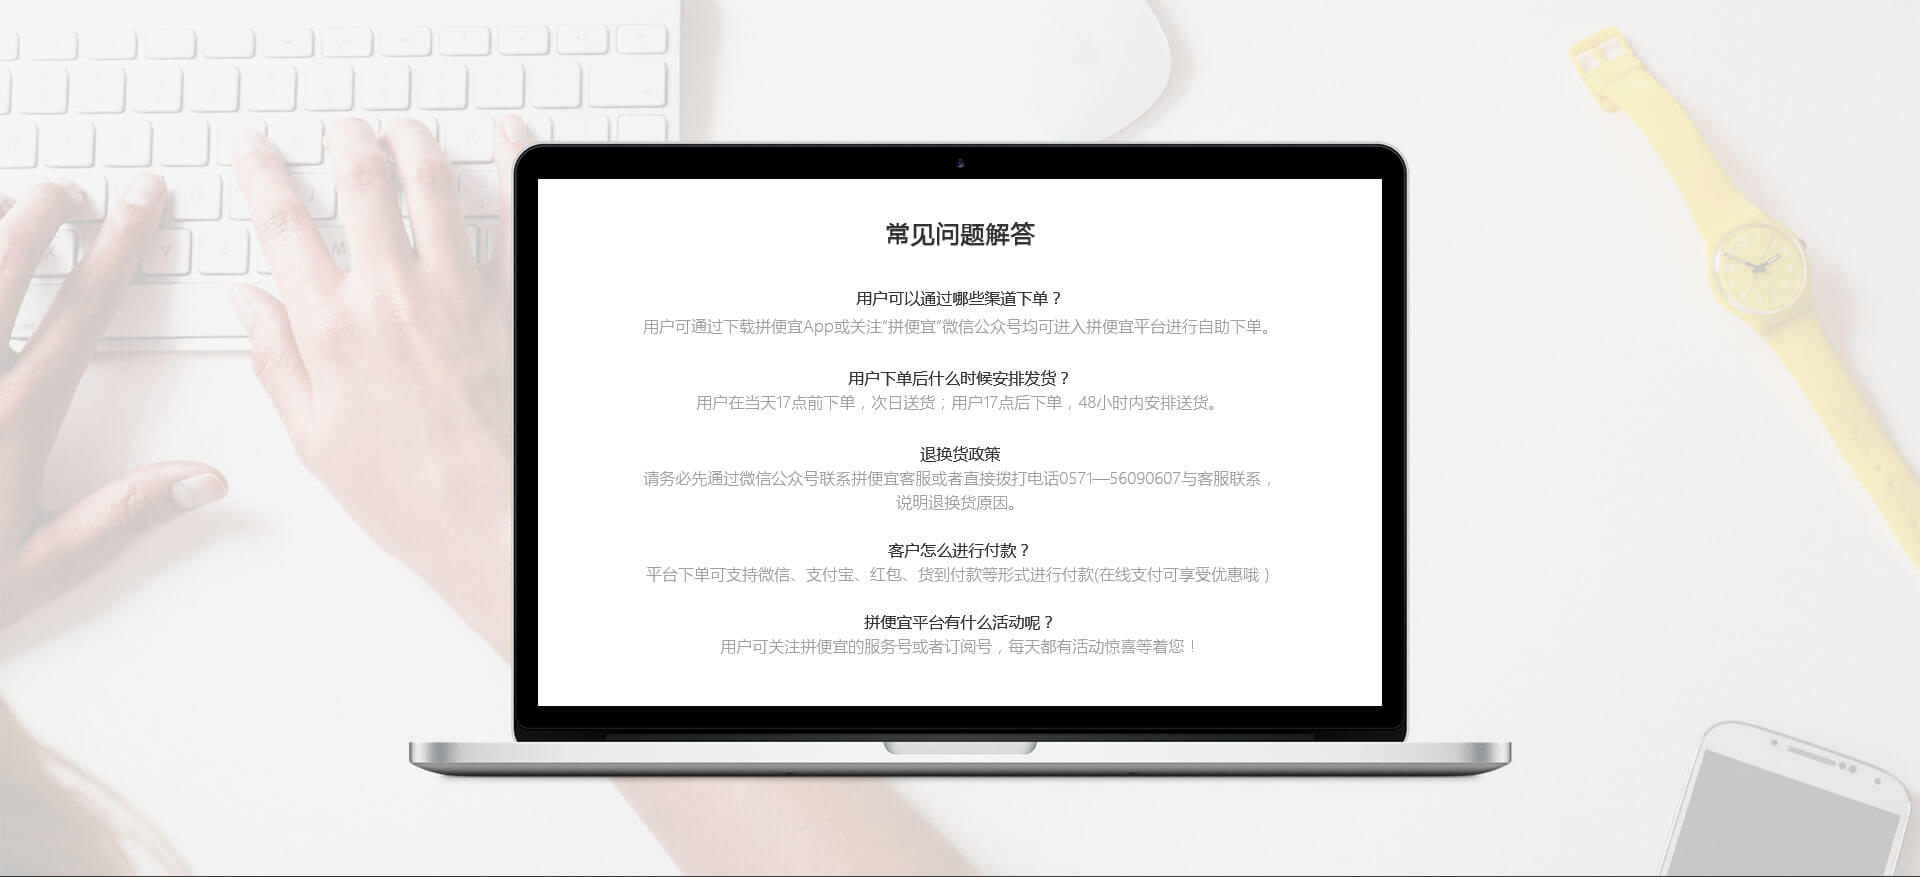 常见问题解答
用户可以通过哪些渠道下单？
用户可通过下载拼便宜App或关注“拼便宜”微信公众号均可进入拼便宜平台进行自助下单。
用户下单后什么时候安排发货？
用户在当天17点前下单，次日送货；用户17点后下单，48小时内安排送货。
退换货政策
请务必先通过微信公众号联系拼便宜客服或者直接拨打电话0571—56090607与客服联系，
说明退换货原因。
客户怎么进行付款？
平台下单可支持微信、支付宝、红包、货到付款等形式进行付款(在线支付可享受优惠哦）
拼便宜平台有什么活动呢？
用户可关注拼便宜的服务号或者订阅号，每天都有活动惊喜等着您！